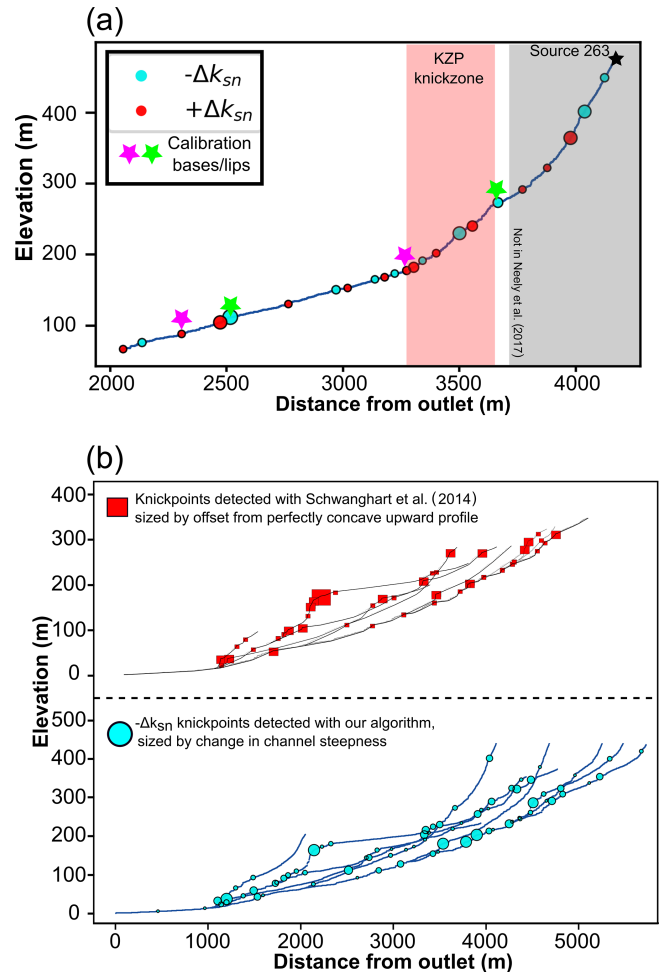 (a)
Source 263
KZP
knickzone
-Δksn
+Δksn
Calibration
bases/lips
Not in Neely et al. (2017)
400
300
200
100
Elevation (m)
2000 2500 3000 3500 4000
Distance from outlet (m)
(b)
Knickpoints detected with Schwanghart et al. (2014)
sized by offset from perfectly concave upward profile
400
300
200
100
0
Elevation (m)
-Δksn knickpoints detected with our algorithm,
sized by change in channel steepness
500
400
300
200
100
0
0 1000 2000 3000 4000 5000
Distance from outlet (m)